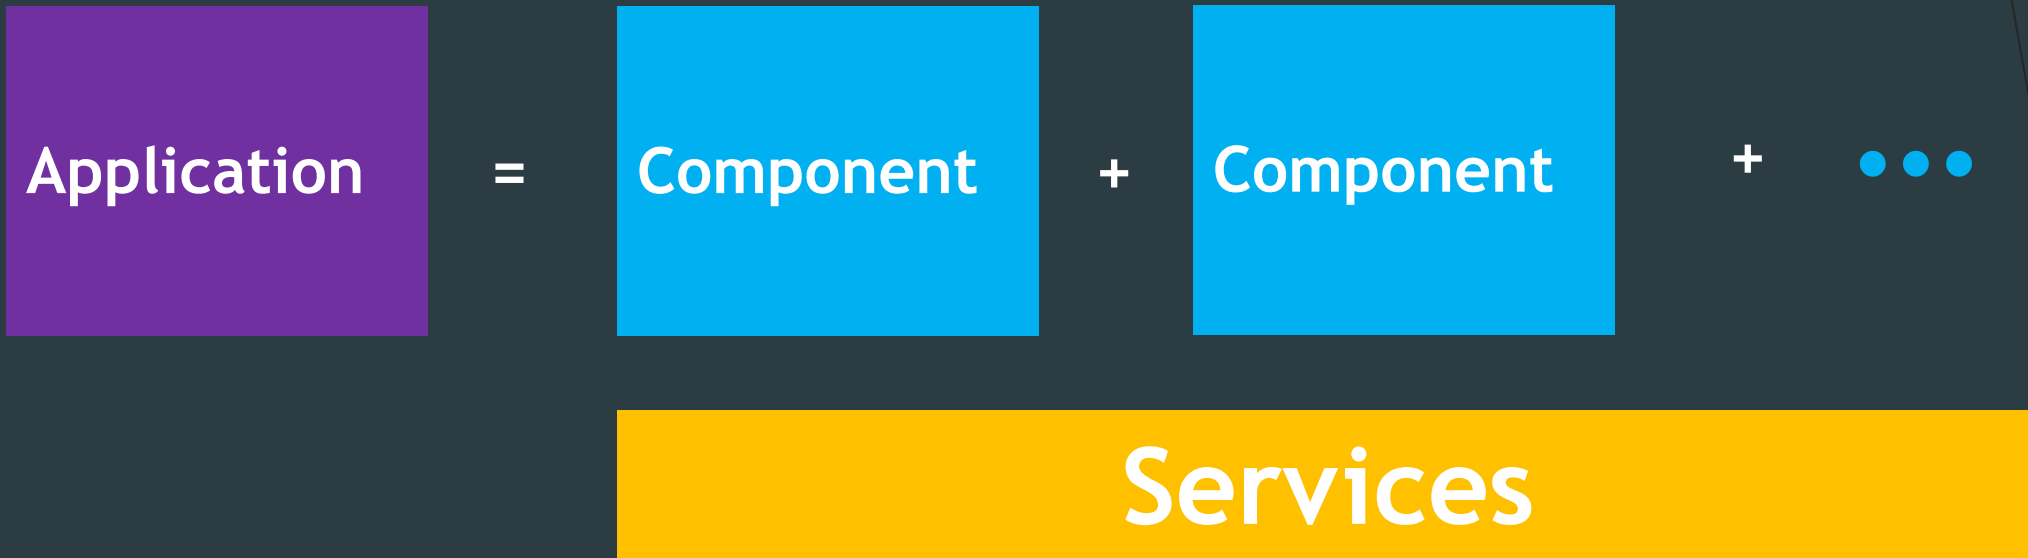 Application = Component + Component + •••
Services